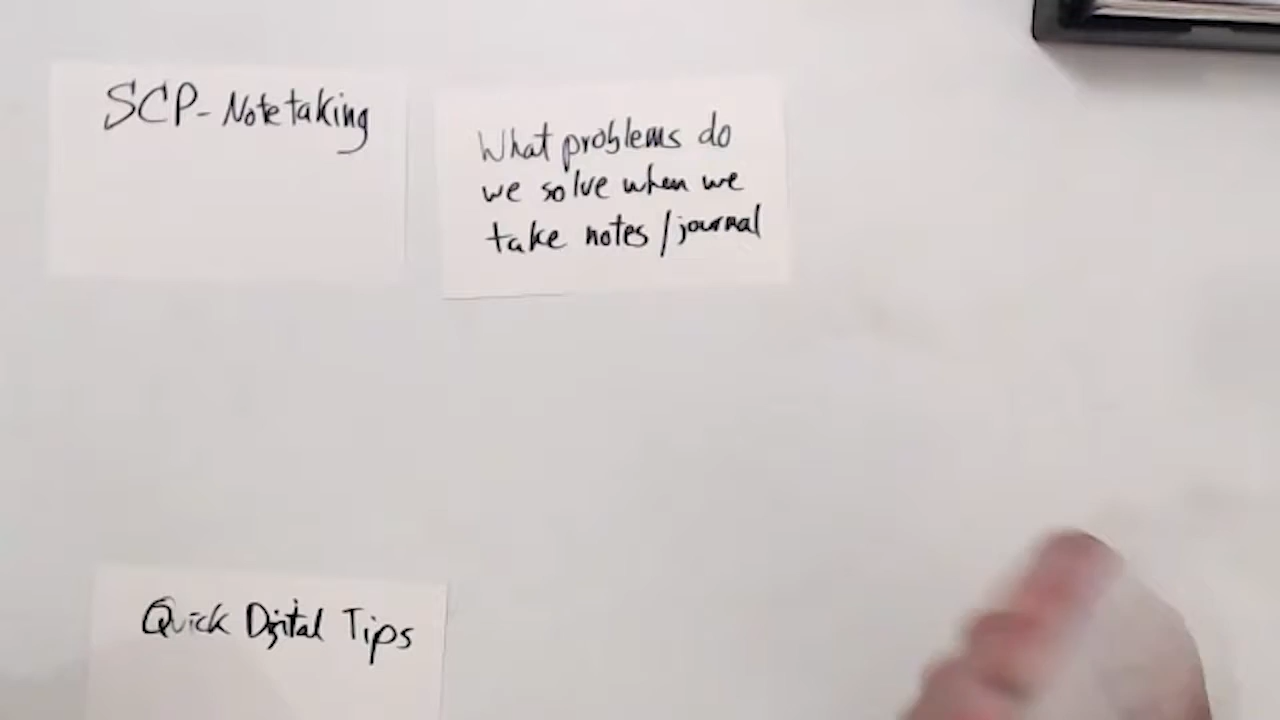 SCP- Notetaking
What problems do
we solve when we
take notes/journal
Quick Digital Tips